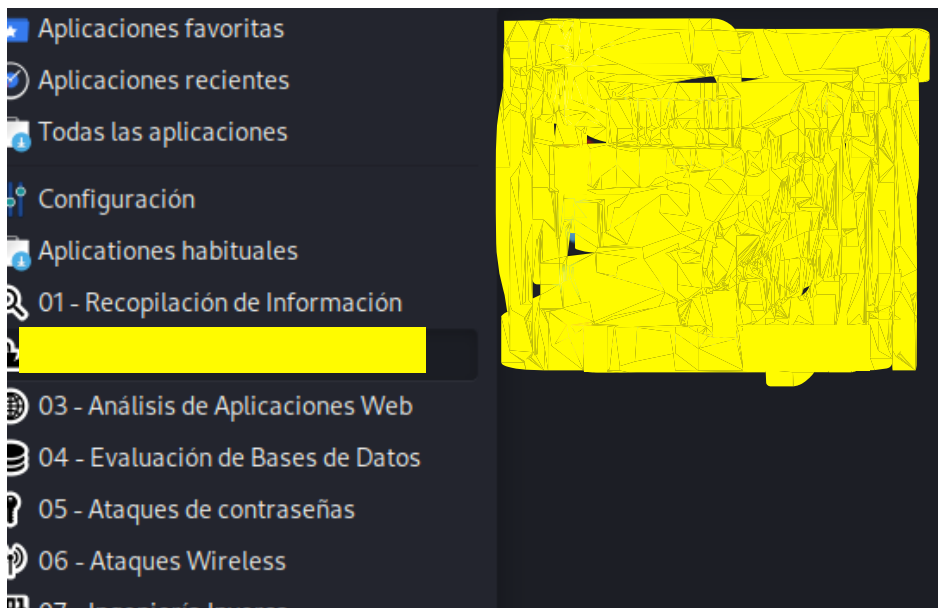 Aplicaciones favoritas
Aplicaciones recientes
Todas las aplicaciones
Configuración
Aplicationes habituales
01 - Recopilación de Información
03 - Análisis de Aplicaciones Web
04 - Evaluación de Bases de Datos
05 - Ataques de contraseñas
06 - Ataques Wireless